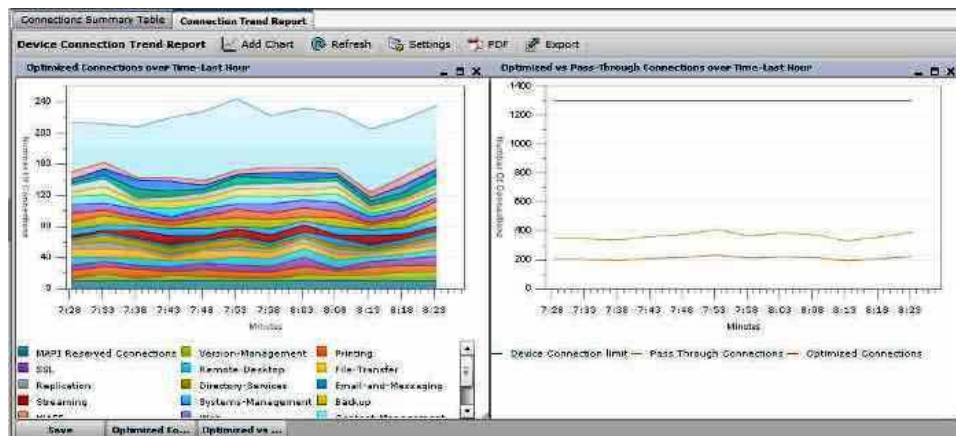 Connections Summary Table Connection Trend Report
Device Connection Trend Report Add Chart Refresh Settings PDF Export
Optimized Connections over Time-Last Hour
240
200
160
120
80
40
0
Number Of Connections
7:28 7:33 7:38 7:43 7:48 7:53 7:58 8:03 8:08 8:13 8:18 8:23
Minutes
MAPI Reserved Connections Version-Management Printing
SSL Remote-Desktop File-Transfer
Replication Directory-Services Email-and-Messaging
Streaming Systems-Management Backup
Web Content-Management
Optimized vs Pass-Through Connections over Time-Last Hour
1400
1200
1000
800
600
400
200
0
Number Of Connections
7:28 7:33 7:38 7:43 7:48 7:53 7:58 8:03 8:08 8:13 8:18 8:23
Minutes
Device Connection limit Pass Through Connections Optimized Connections
Save Optimized Co... Optimized vs ...